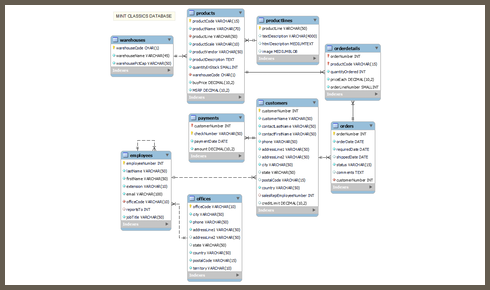 MINT CLASSICS DATABASE
products
productCode VARCHAR(15)
productName VARCHAR(70)
productLine VARCHAR(50)
productScale VARCHAR(10)
productVendor VARCHAR(50)
productDescription TEXT
quantityInStock SMALLINT
warehouseCode CHAR(1)
buyPrice DECIMAL(10,2)
MSRP DECIMAL(10,2)
Indexes
productlines
productLine VARCHAR(50)
textDescription VARCHAR(4000)
htmlDescription MEDIUMTEXT
image MEDIUMBLOB
Indexes
warehouses
warehouseCode CHAR(1)
warehouseName VARCHAR(45)
warehousePctCap VARCHAR(50)
Indexes
orderdetails
orderNumber INT
productCode VARCHAR(15)
quantityOrdered INT
priceEach DECIMAL(10,2)
orderLineNumber SMALLINT
Indexes
payments
customerNumber INT
checkNumber VARCHAR(50)
paymentDate DATE
amount DECIMAL(10,2)
Indexes
customers
customerNumber INT
customerName VARCHAR(50)
contactLastName VARCHAR(50)
contactFirstName VARCHAR(50)
phone VARCHAR(50)
addressLine1 VARCHAR(50)
addressLine2 VARCHAR(50)
city VARCHAR(50)
state VARCHAR(50)
postalCode VARCHAR(15)
country VARCHAR(50)
salesRepEmployeeNumber INT
creditLimit DECIMAL(10,2)
Indexes
orders
orderNumber INT
orderDate DATE
requiredDate DATE
shippedDate DATE
status VARCHAR(15)
comments TEXT
customerNumber INT
Indexes
employees
employeeNumber INT
lastName VARCHAR(50)
firstName VARCHAR(50)
extension VARCHAR(10)
email VARCHAR(100)
officeCode VARCHAR(10)
reportsTo INT
jobTitle VARCHAR(50)
Indexes
offices
officeCode VARCHAR(10)
city VARCHAR(50)
phone VARCHAR(50)
addressLine1 VARCHAR(50)
addressLine2 VARCHAR(50)
state VARCHAR(50)
country VARCHAR(50)
postalCode VARCHAR(15)
territory VARCHAR(10)
Indexes